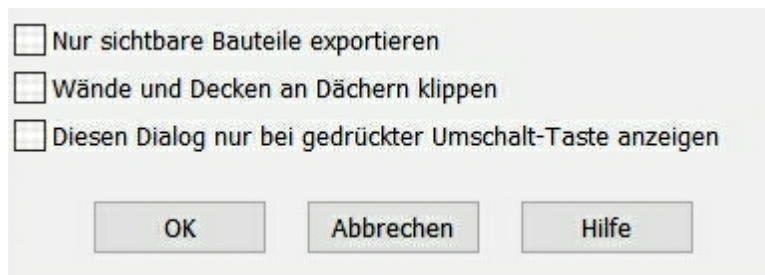 Nur sichtbare Bauteile exportieren
Wände und Decken an Dächern klippen
Diesen Dialog nur bei gedrückter Umschalt-Taste anzeigen
OK Abbrechen Hilfe